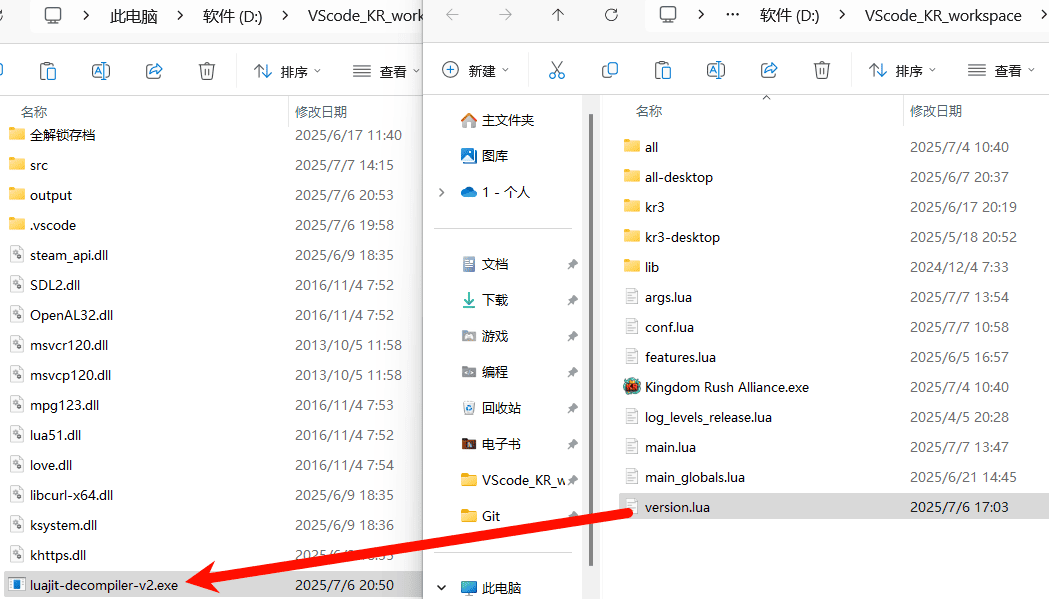 此电脑 软件 (D:) VScode_KR_work
排序 查看
名称 修改日期
全解锁存档 2025/6/17 11:40
src 2025/7/7 14:15
output 2025/7/6 20:53
.vscode 2025/7/6 19:58
steam_api.dll 2025/6/9 18:35
SDL2.dll 2016/11/4 7:52
OpenAL32.dll 2016/11/4 7:52
msvcr120.dll 2013/10/5 11:58
msvcp120.dll 2013/10/5 11:58
mpg123.dll 2016/11/4 7:53
lua51.dll 2016/11/4 7:52
love.dll 2016/11/4 7:54
libcurl-x64.dll 2025/6/9 18:35
ksystem.dll 2025/6/9 18:36
khttps.dll
luajit-decompiler-v2.exe 2025/7/6 20:50
… 软件 (D:) VScode_KR_workspace
新建 排序 查看
主文件夹
图库
1 - 个人
文档
下载
游戏
编程
回收站
电子书
VScode_KR_w
Git
此电脑
名称 修改日期
all 2025/7/4 10:40
all-desktop 2025/6/7 20:37
kr3 2025/6/17 20:19
kr3-desktop 2025/5/18 20:52
lib 2024/12/4 7:33
args.lua 2025/7/7 13:54
conf.lua 2025/7/7 10:58
features.lua 2025/6/5 16:57
Kingdom Rush Alliance.exe 2025/7/4 10:40
log_levels_release.lua 2025/4/5 20:28
main.lua 2025/7/7 13:47
main_globals.lua 2025/6/21 14:45
version.lua 2025/7/6 17:03